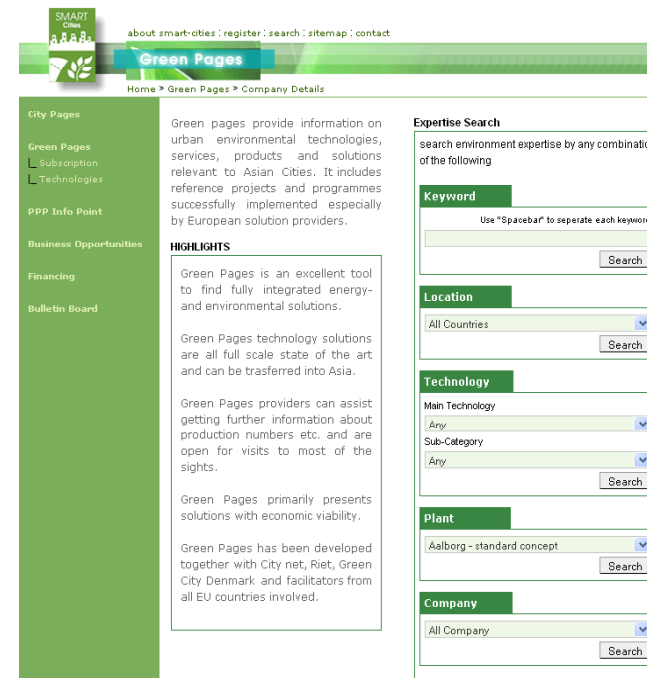 SMART
Cities
about smart-cities : register : search : sitemap : contact
Green Pages
Home > Green Pages > Company Details
City Pages
Green Pages
Subscription
Technologies
PPP Info Point
Business Opportunities
Financing
Bulletin Board
Green pages provide information on
urban environmental technologies,
services, products and solutions
relevant to Asian Cities. It includes
reference projects and programmes
successfully implemented especially
by European solution providers.
HIGHLIGHTS
Green Pages is an excellent tool
to find fully integrated energy-
and environmental solutions.
Green Pages technology solutions
are all full scale state of the art
and can be trasferred into Asia.
Green Pages providers can assist
getting further information about
production numbers etc. and are
open for visits to most of the
sights.
Green Pages primarily presents
solutions with economic viability.
Green Pages has been developed
together with City net, Riet, Green
City Denmark and facilitators from
all EU countries involved.
Expertise Search
search environment expertise by any combinatio
of the following
Keyword
Use "Spacebar" to seperate each keyword
Search
Location
All Countries
Search
Technology
Main Technology
Any
Sub-Category
Any
Search
Plant
Aalborg - standard concept
Search
Company
All Company
Search